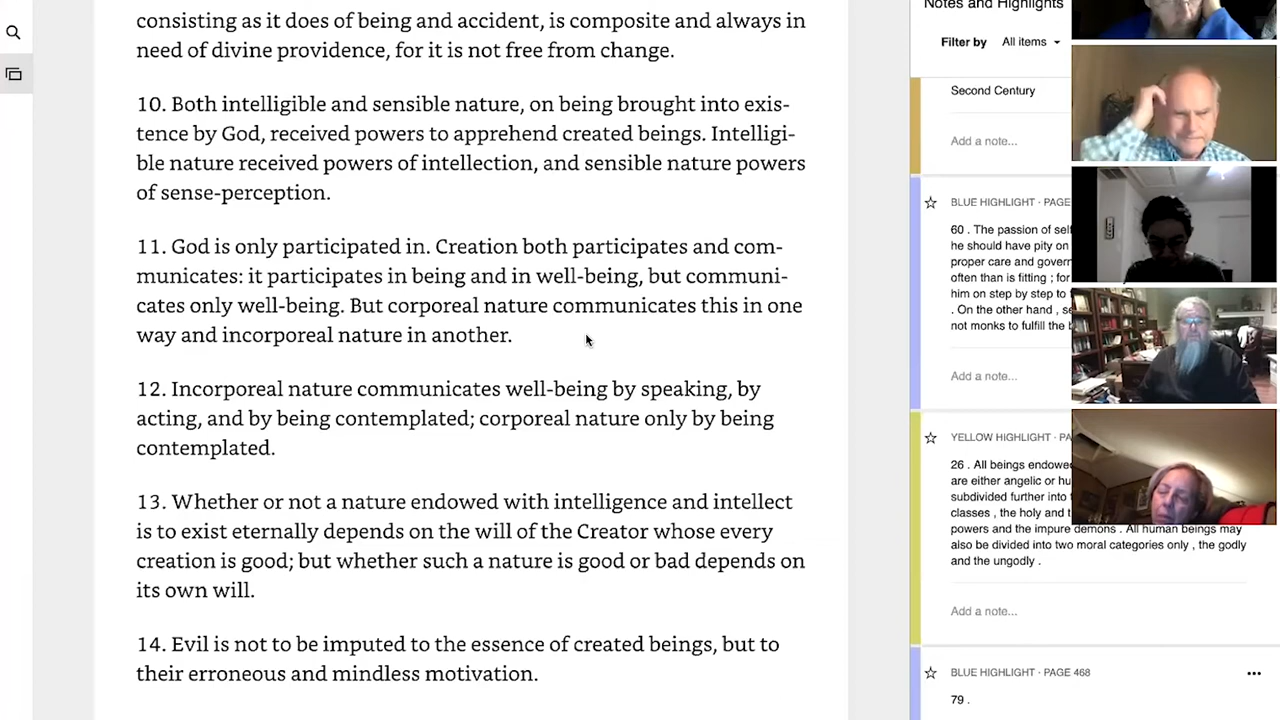 consisting as it does of being and accident, is composite and always in
need of divine providence, for it is not free from change.
10. Both intelligible and sensible nature, on being brought into exis-
tence by God, received powers to apprehend created beings. Intelligi-
ble nature received powers of intellection, and sensible nature powers
of sense-perception.
11. God is only participated in. Creation both participates and com-
municates: it participates in being and in well-being, but communi-
cates only well-being. But corporeal nature communicates this in one
way and incorporeal nature in another.
12. Incorporeal nature communicates well-being by speaking, by
acting, and by being contemplated; corporeal nature only by being
contemplated.
13. Whether or not a nature endowed with intelligence and intellect
is to exist eternally depends on the will of the Creator whose every
creation is good; but whether such a nature is good or bad depends on
its own will.
14. Evil is not to be imputed to the essence of created beings, but to
their erroneous and mindless motivation.
Notes and Highlights
Filter by All items
Second Century
Add a note...
BLUE HIGHLIGHT · PAGE
60 . The passion of self
he should have pity on
proper care and govern
often than is fitting ; for
him on step by step to
. On the other hand , se
not monks to fulfill the b
Add a note...
YELLOW HIGHLIGHT · PA
26 . All beings endowed
are either angelic or hu
subdivided further into
classes , the holy and t
powers and the impure demons . All human beings may
also be divided into two moral categories only , the godly
and the ungodly .
Add a note...
BLUE HIGHLIGHT · PAGE 468
79 .